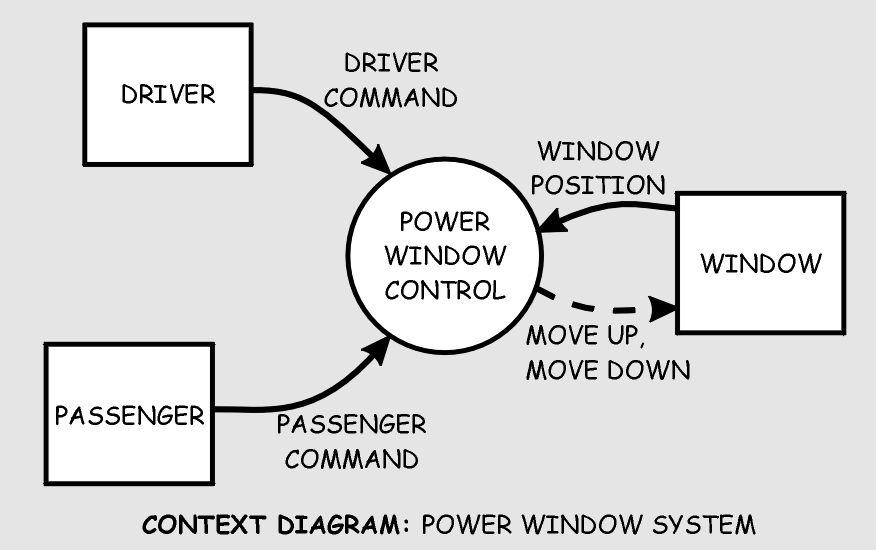 DRIVER
DRIVER
COMMAND
WINDOW
POSITION
POWER
WINDOW
CONTROL
WINDOW
MOVE UP,
MOVE DOWN
PASSENGER
PASSENGER
COMMAND
CONTEXT DIAGRAM: POWER WINDOW SYSTEM